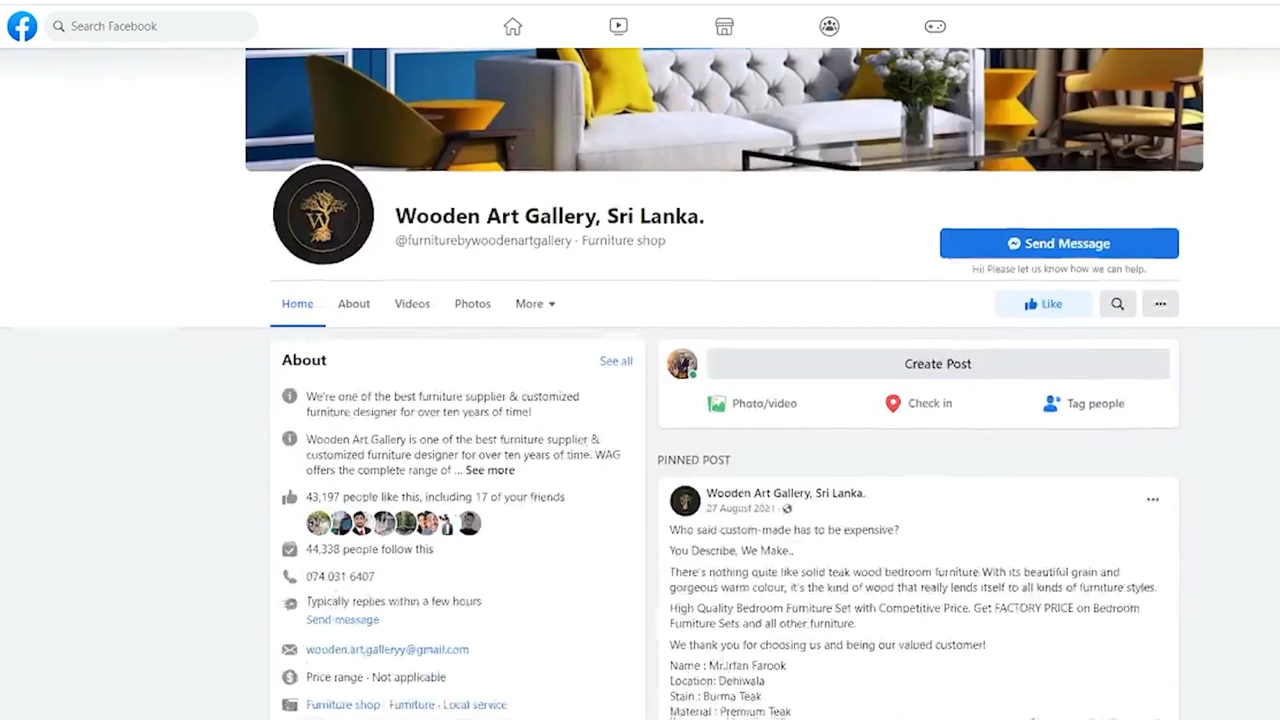 Search Facebook
W
Wooden Art Gallery, Sri Lanka.
@furniturebywoodenartgallery · Furniture shop
Send Message
Hi! Please let us know how we can help.
Home
About
Videos
Photos
More
Like
About
See all
We're one of the best furniture supplier & customized
furniture designer for over ten years of time!
Wooden Art Gallery is one of the best furniture supplier &
customized furniture designer for over ten years of time. WAG
offers the complete range of ... See more
43,197 people like this, including 17 of your friends
44,338 people follow this
074 031 6407
Typically replies within a few hours
Send message
wooden.art.galleryy@gmail.com
Price range · Not applicable
Furniture shop · Furniture · Local service
Create Post
Photo/video
Check in
Tag people
PINNED POST
Wooden Art Gallery, Sri Lanka.
27 August 2021 ·
Who said custom-made has to be expensive?
You Describe, We Make..
There's nothing quite like solid teak wood bedroom furniture.With its beautiful grain and
gorgeous warm colour, it's the kind of wood that really lends itself to all kinds of furniture styles.
High Quality Bedroom Furniture Set with Competitive Price. Get FACTORY PRICE on Bedroom
Furniture Sets and all other furniture.
We thank you for choosing us and being our valued customer!
Name : Mr.Irfan Farook
Location: Dehiwala
Stain : Burma Teak
Material : Premium Teak